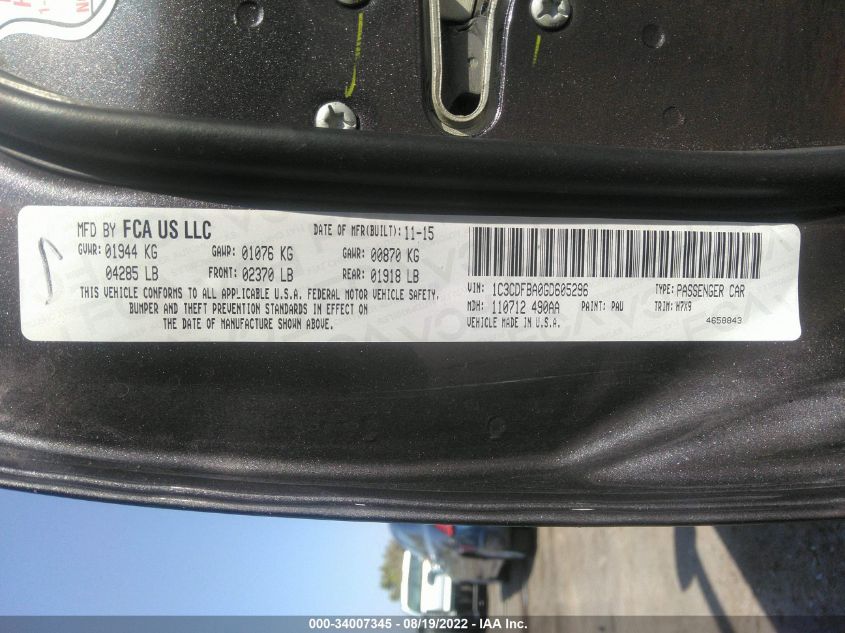 MFD BY FCA US LLC
DATE OF MFR(BUILT): 11-15
GVWR: 01944 KG
04285 LB
GAWR: 01076 KG
FRONT: 02370 LB
GAWR: 00870 KG
REAR: 01918 LB
THIS VEHICLE CONFORMS TO ALL APPLICABLE U.S.A. FEDERAL MOTOR VEHICLE SAFETY,
BUMPER AND THEFT PREVENTION STANDARDS IN EFFECT ON
THE DATE OF MANUFACTURE SHOWN ABOVE.
VIN: 1C3CDFBA0GD605296
TYPE: PASSENGER CAR
MDH: 110712 490AA
PAINT: PAU
TRIM: H7X9
VEHICLE MADE IN U.S.A.
4658843
000-34007345 - 08/19/2022 - IAAI.COM